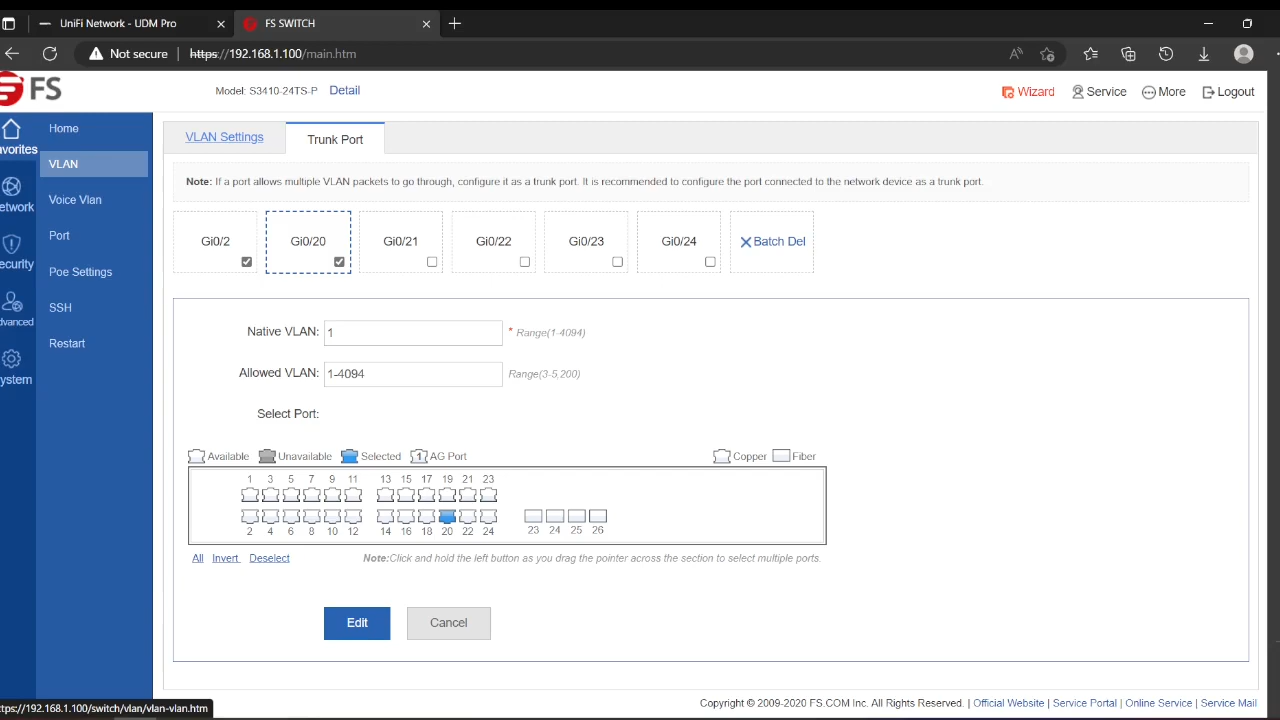 UniFi Network - UDM Pro
FS SWITCH
Not secure
https://192.168.1.100/main.htm
FS
Model: S3410-24TS-P Detail
Wizard Service More Logout
avorites
etwork
ecurity
dvanced
ystem
Home
VLAN
Voice Vlan
Port
Poe Settings
SSH
Restart
VLAN Settings
Trunk Port
Note: If a port allows multiple VLAN packets to go through, configure it as a trunk port. It is recommended to configure the port connected to the network device as a trunk port.
Gi0/2 Gi0/20 Gi0/21 Gi0/22 Gi0/23 Gi0/24 Batch Del
Native VLAN: 1 * Range(1-4094)
Allowed VLAN: 1-4094 Range(3-5,200)
Select Port:
Available Unavailable Selected 1 AG Port Copper Fiber
1 3 5 7 9 11 13 15 17 19 21 23
2 4 6 8 10 12 14 16 18 20 22 24 23 24 25 26
All Invert Deselect Note:Click and hold the left button as you drag the pointer across the section to select multiple ports.
Edit Cancel
ttps://192.168.1.100/switch/vlan/vlan-vlan.htm
Copyright © 2009-2020 FS.COM Inc. All Rights Reserved. | Official Website | Service Portal | Online Service | Service Mail